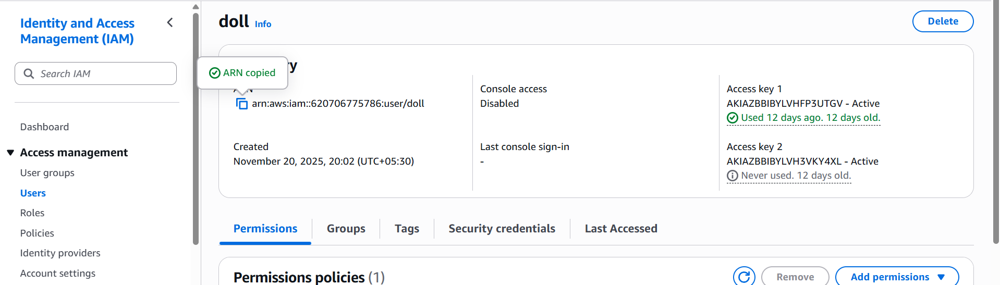 Identity and Access
Management (IAM)
Search IAM
Dashboard
Access management
User groups
Users
Roles
Policies
Identity providers
Account settings
doll Info
Delete
ARN copied
arn:aws:iam::620706775786:user/doll
Created
November 20, 2025, 20:02 (UTC+05:30)
Console access
Disabled
Last console sign-in
-
Access key 1
AKIAZBBIBYLVHFP3UTGV - Active
Used 12 days ago. 12 days old.
Access key 2
AKIAZBBIBYLVH3VKY4XL - Active
Never used. 12 days old.
Permissions
Groups
Tags
Security credentials
Last Accessed
Permissions policies (1)
Remove
Add permissions